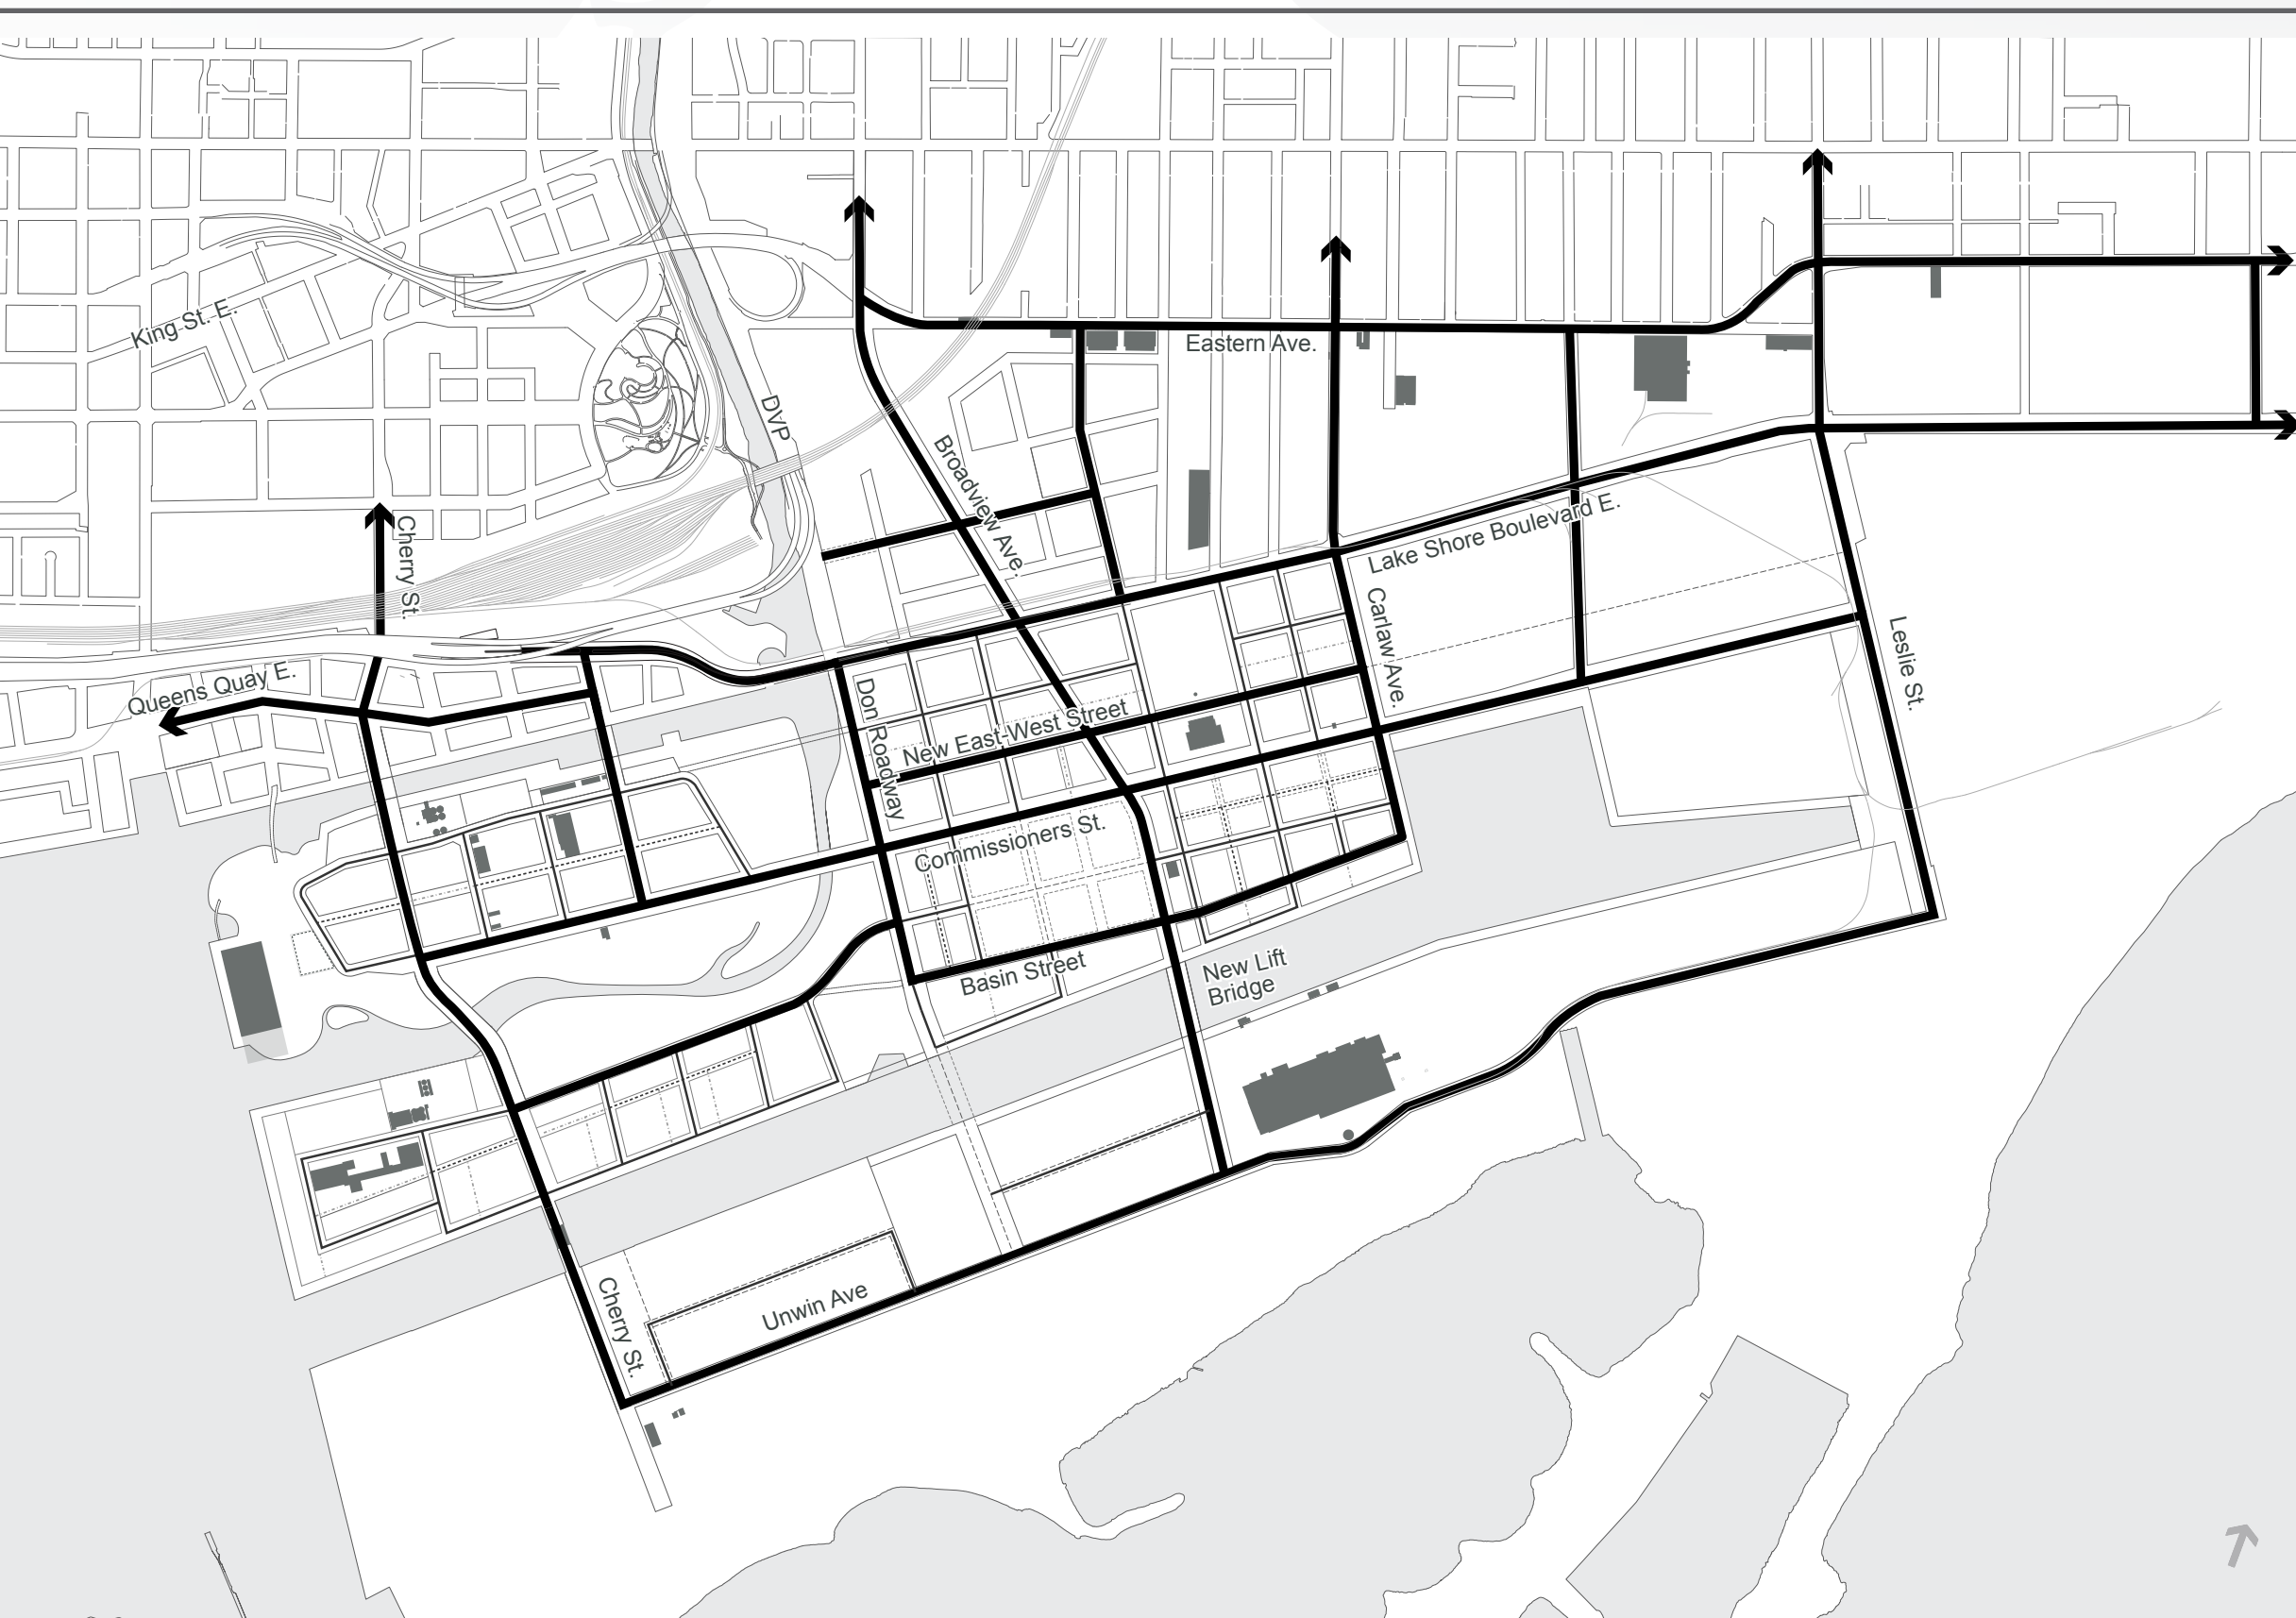 King St. E.
Eastern Ave.
DVP
Broadview Ave.
Cherry St.
Lake Shore Boulevard E.
Carlaw Ave.
Leslie St.
Queens Quay E.
Don Roadway
New East-West Street
Commissioners St.
Basin Street
New Lift
Bridge
Cherry St.
Unwin Ave